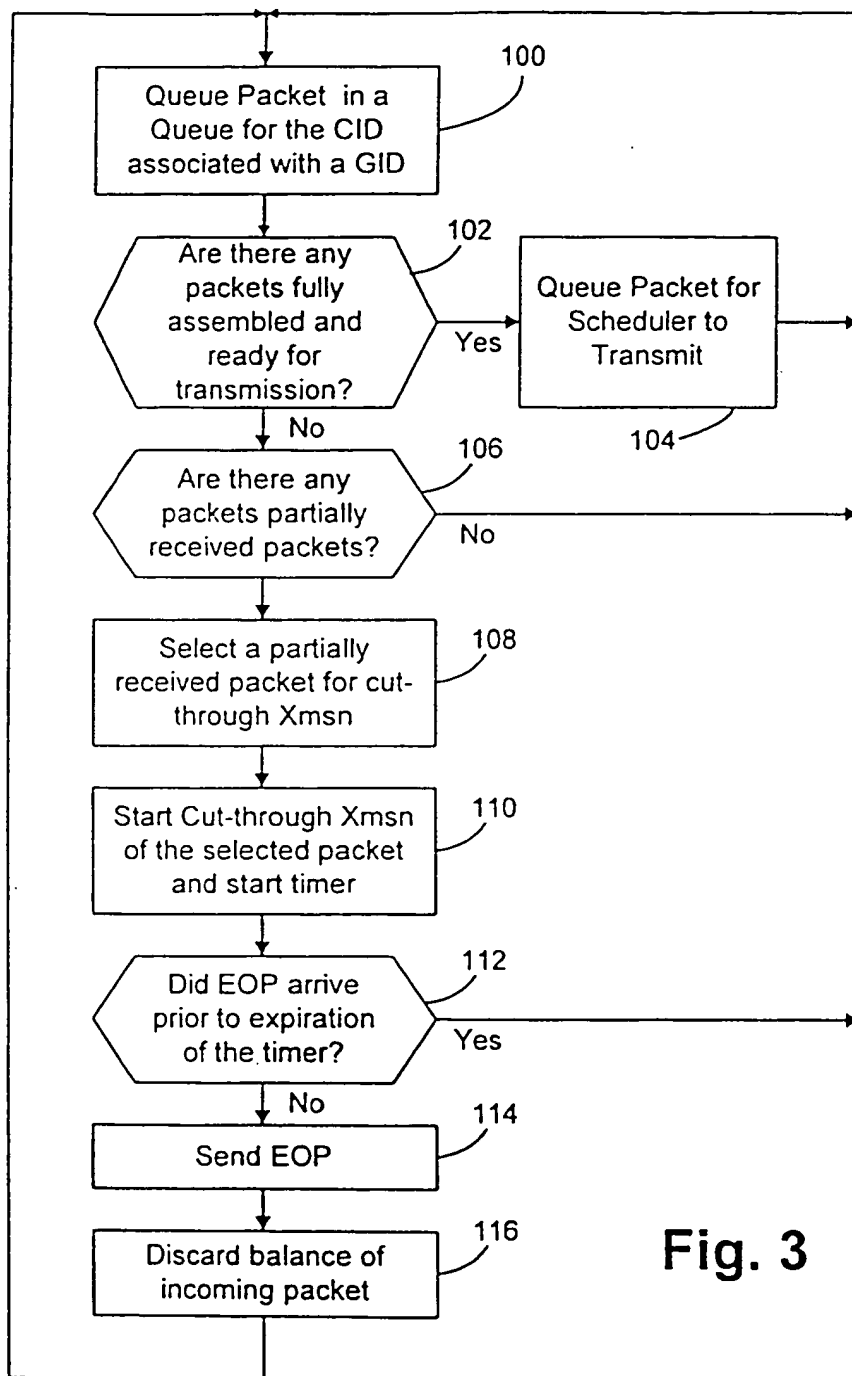 100
Queue Packet in a
Queue for the CID
associated with a GID
102
Are there any
packets fully
assembled and
ready for
transmission?
Yes
Queue Packet for
Scheduler to
Transmit
104
No
106
Are there any
packets partially
received packets?
No
108
Select a partially
received packet for cut-
through Xmsn
110
Start Cut-through Xmsn
of the selected packet
and start timer
112
Did EOP arrive
prior to expiration
of the timer?
Yes
No
114
Send EOP
116
Discard balance of
incoming packet
Fig. 3